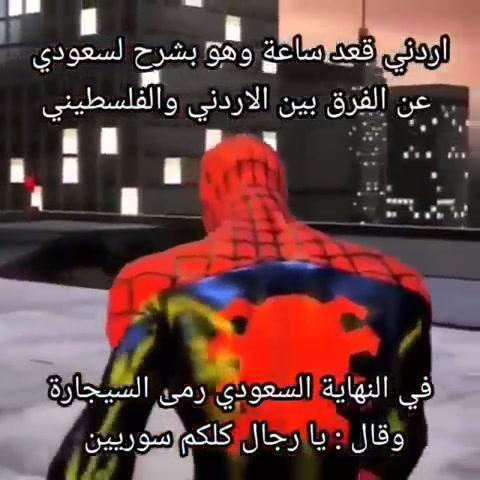 اردني قعد ساعة وهو بشرح لسعودي
عن الفرق بين الاردني والفلسطيني
في النهاية السعودي رمى السيجارة
وقال : يا رجال كلكم سوريين